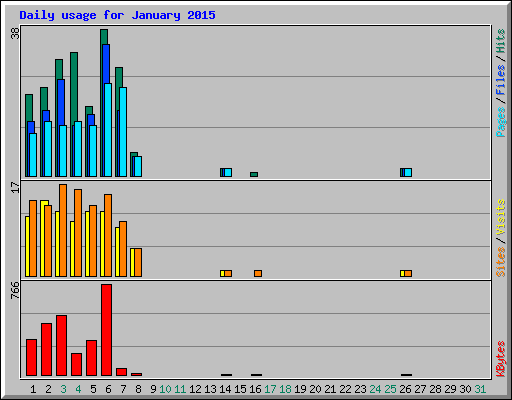 Daily usage for January 2015
38
17
766
Pages / Files / Hits
Sites / Visits
KBytes
1 2 3 4 5 6 7 8 9 10 11 12 13 14 15 16 17 18 19 20 21 22 23 24 25 26 27 28 29 30 31